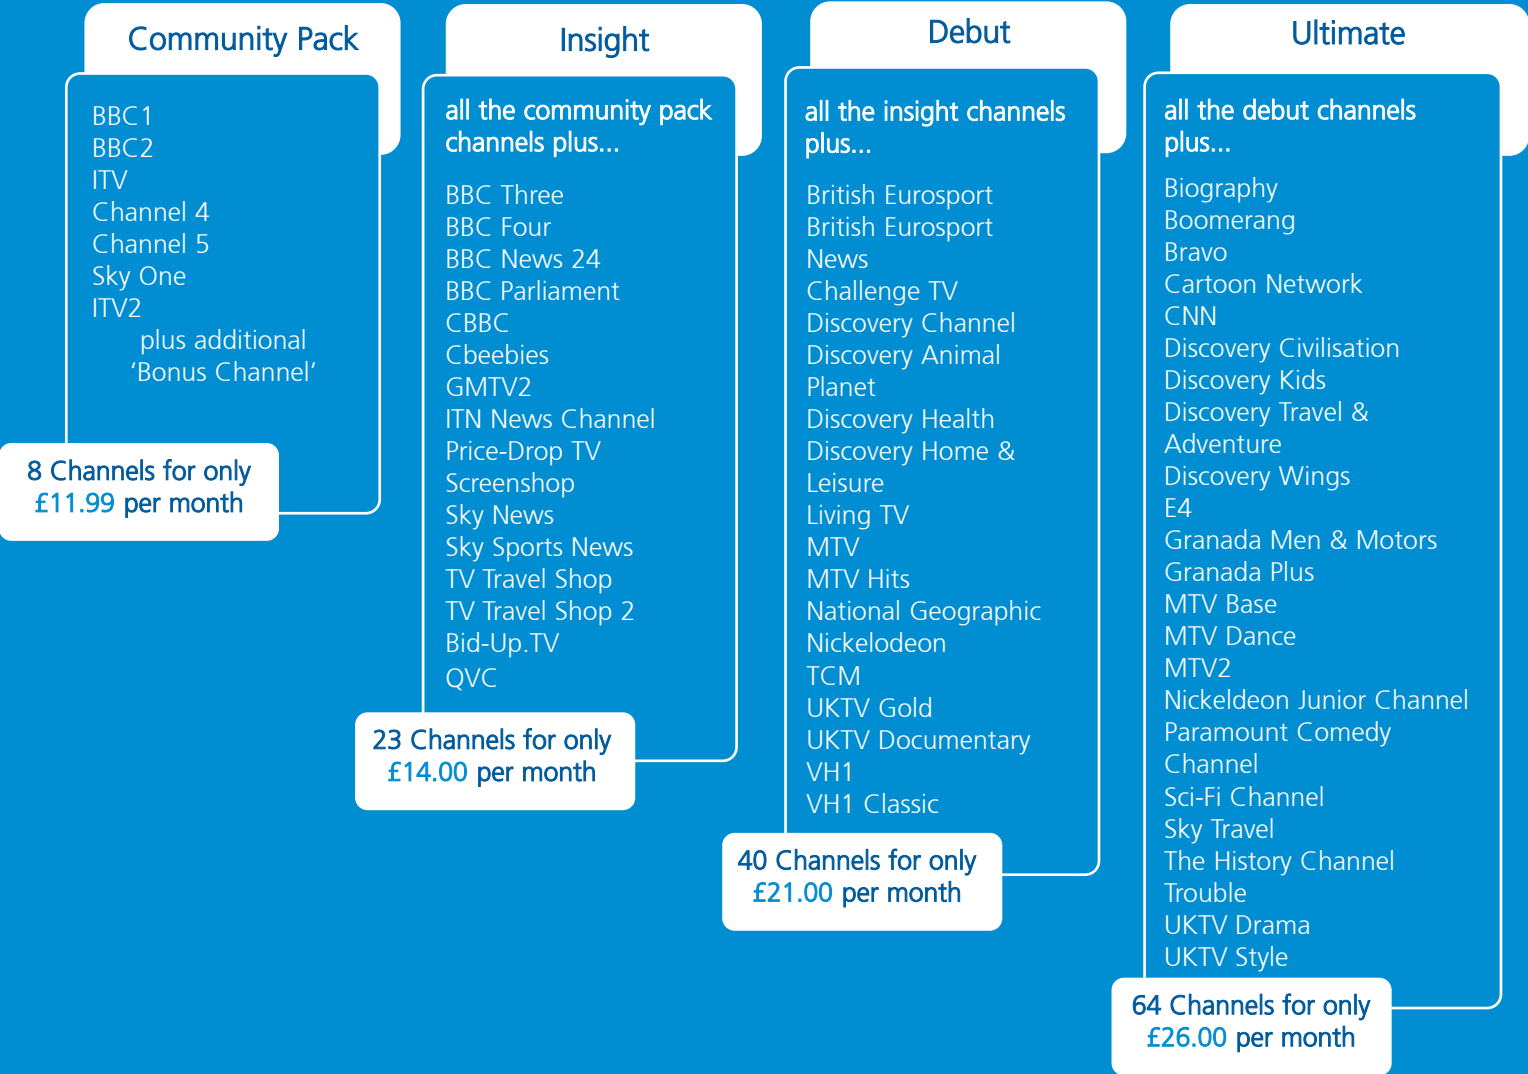 Community Pack
BBC1
BBC2
ITV
Channel 4
Channel 5
Sky One
ITV2
plus additional
‘Bonus Channel’
8 Channels for only
£11.99 per month
Insight
all the community pack
channels plus...
BBC Three
BBC Four
BBC News 24
BBC Parliament
CBBC
Cbeebies
GMTV2
ITN News Channel
Price-Drop TV
Screenshop
Sky News
Sky Sports News
TV Travel Shop
TV Travel Shop 2
Bid-Up.TV
QVC
23 Channels for only
£14.00 per month
Debut
all the insight channels
plus...
British Eurosport
British Eurosport
News
Challenge TV
Discovery Channel
Discovery Animal
Planet
Discovery Health
Discovery Home &
Leisure
Living TV
MTV
MTV Hits
National Geographic
Nickelodeon
TCM
UKTV Gold
UKTV Documentary
VH1
VH1 Classic
40 Channels for only
£21.00 per month
Ultimate
all the debut channels
plus...
Biography
Boomerang
Bravo
Cartoon Network
CNN
Discovery Civilisation
Discovery Kids
Discovery Travel &
Adventure
Discovery Wings
E4
Granada Men & Motors
Granada Plus
MTV Base
MTV Dance
MTV2
Nickeldeon Junior Channel
Paramount Comedy
Channel
Sci-Fi Channel
Sky Travel
The History Channel
Trouble
UKTV Drama
UKTV Style
64 Channels for only
£26.00 per month